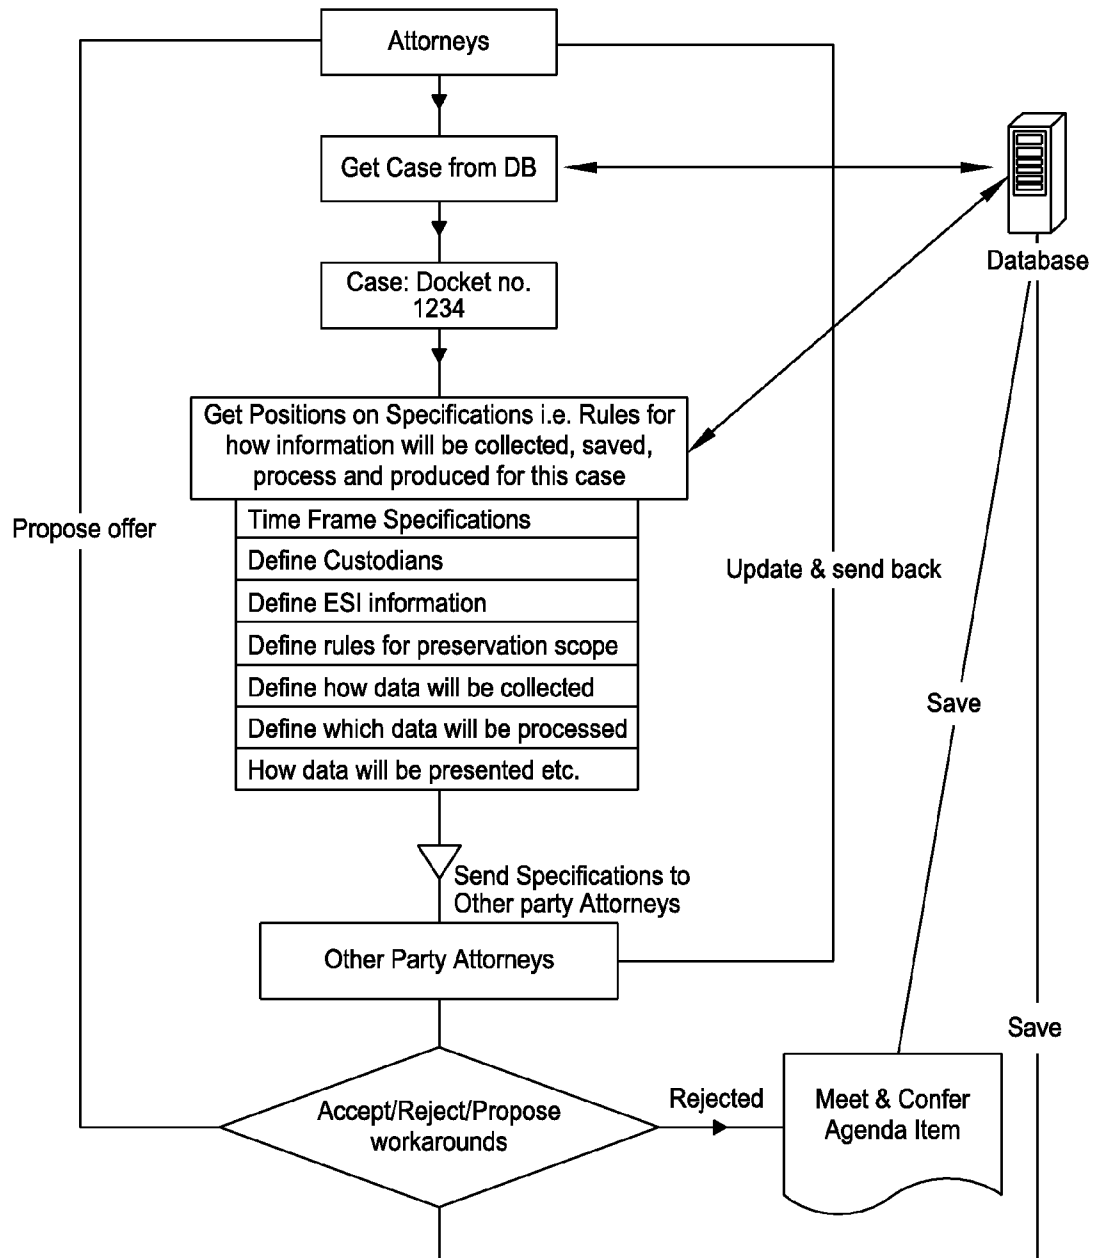 Attorneys
Get Case from DB
Database
Case: Docket no.
1234
Get Positions on Specifications i.e. Rules for
how information will be collected, saved,
process and produced for this case
Time Frame Specifications
Propose offer
Define Custodians
Update & send back
Define ESI information
Define rules for preservation scope
Define how data will be collected
Save
Define which data will be processed
How data will be presented etc.
Send Specifications to
Other party Attorneys
Other Party Attorneys
Save
Accept/Reject/Propose
workarounds
Rejected
Meet & Confer
Agenda Item